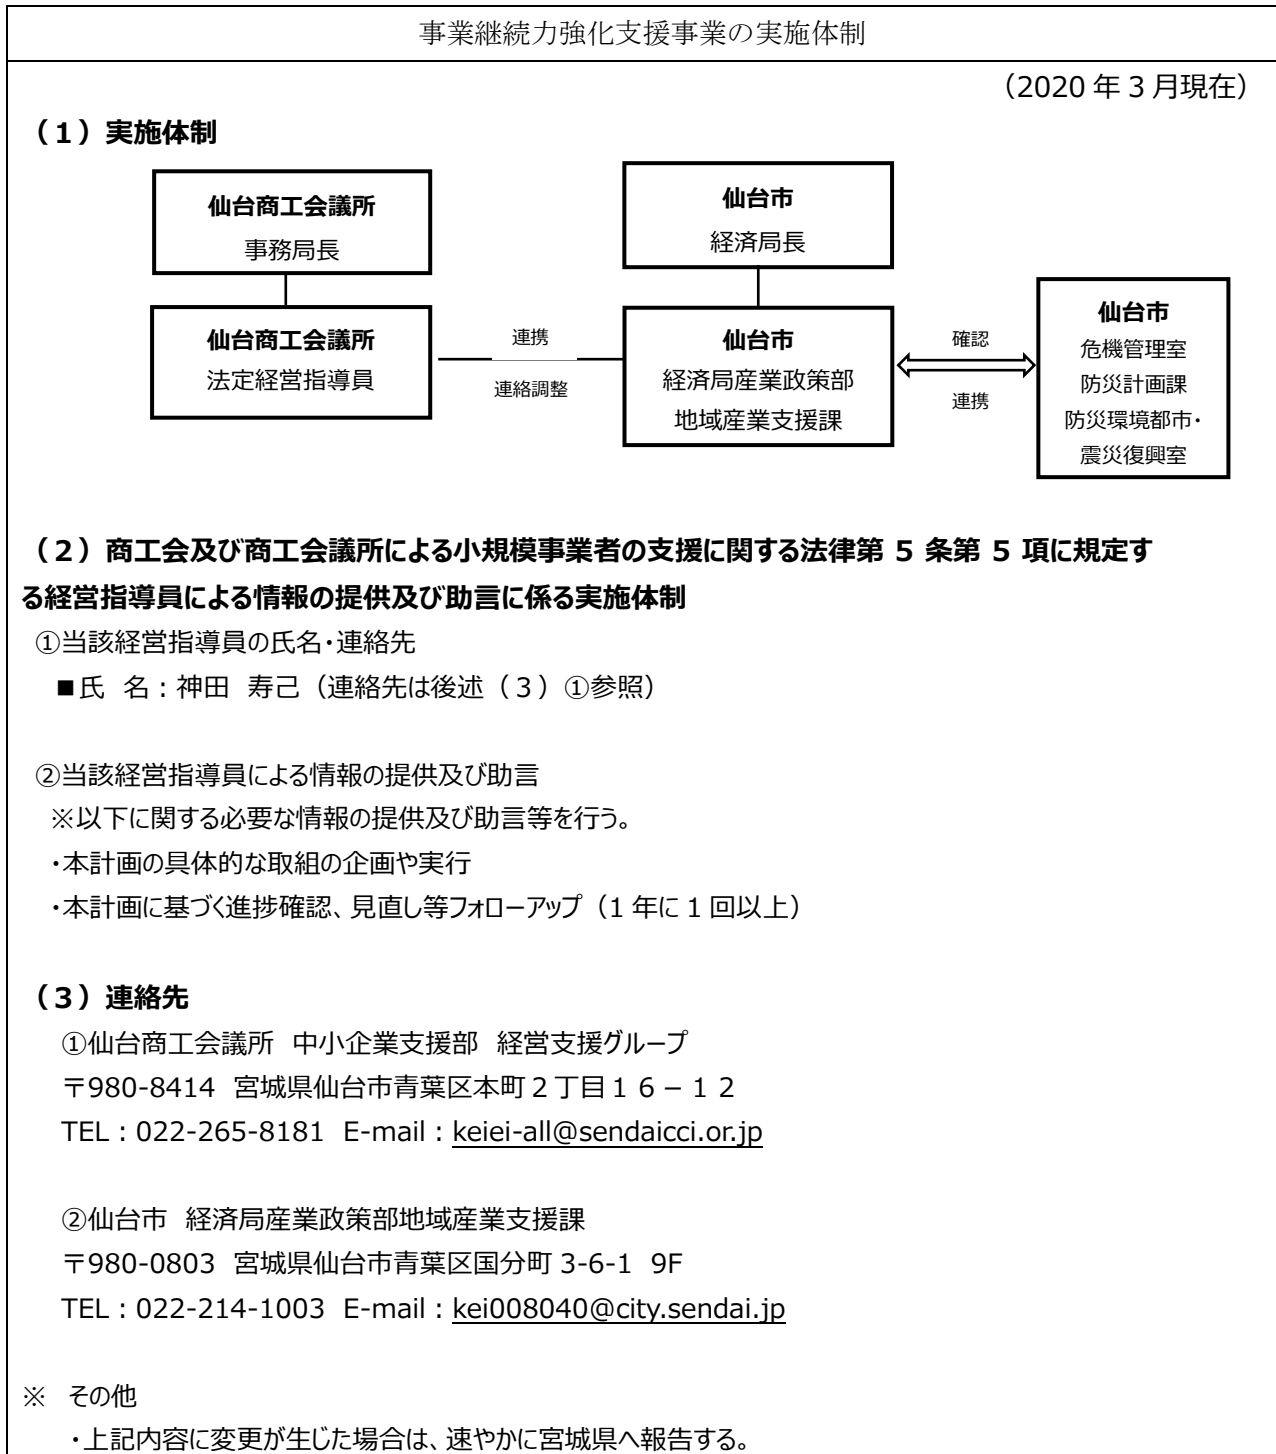 事業継続力強化支援事業の実施体制
（2020 年 3 月現在）
（１）実施体制
仙台商工会議所
事務局長
仙台市
経済局長
仙台商工会議所
法定経営指導員
連携
連絡調整
仙台市
経済局産業政策部
地域産業支援課
確認
連携
仙台市
危機管理室
防災計画課
防災環境都市・
震災復興室
（２）商工会及び商工会議所による小規模事業者の支援に関する法律第 5 条第 5 項に規定す
る経営指導員による情報の提供及び助言に係る実施体制
①当該経営指導員の氏名・連絡先
■氏 名：神田 寿己（連絡先は後述（３）①参照）
②当該経営指導員による情報の提供及び助言
※以下に関する必要な情報の提供及び助言等を行う。
・本計画の具体的な取組の企画や実行
・本計画に基づく進捗確認、見直し等フォローアップ（1 年に 1 回以上）
（３）連絡先
①仙台商工会議所 中小企業支援部 経営支援グループ
〒980-8414 宮城県仙台市青葉区本町２丁目１６－１２
TEL：022-265-8181 E-mail：keiei-all@sendaicci.or.jp
②仙台市 経済局産業政策部地域産業支援課
〒980-0803 宮城県仙台市青葉区国分町 3-6-1 9F
TEL：022-214-1003 E-mail：kei008040@city.sendai.jp
※ その他
・上記内容に変更が生じた場合は、速やかに宮城県へ報告する。